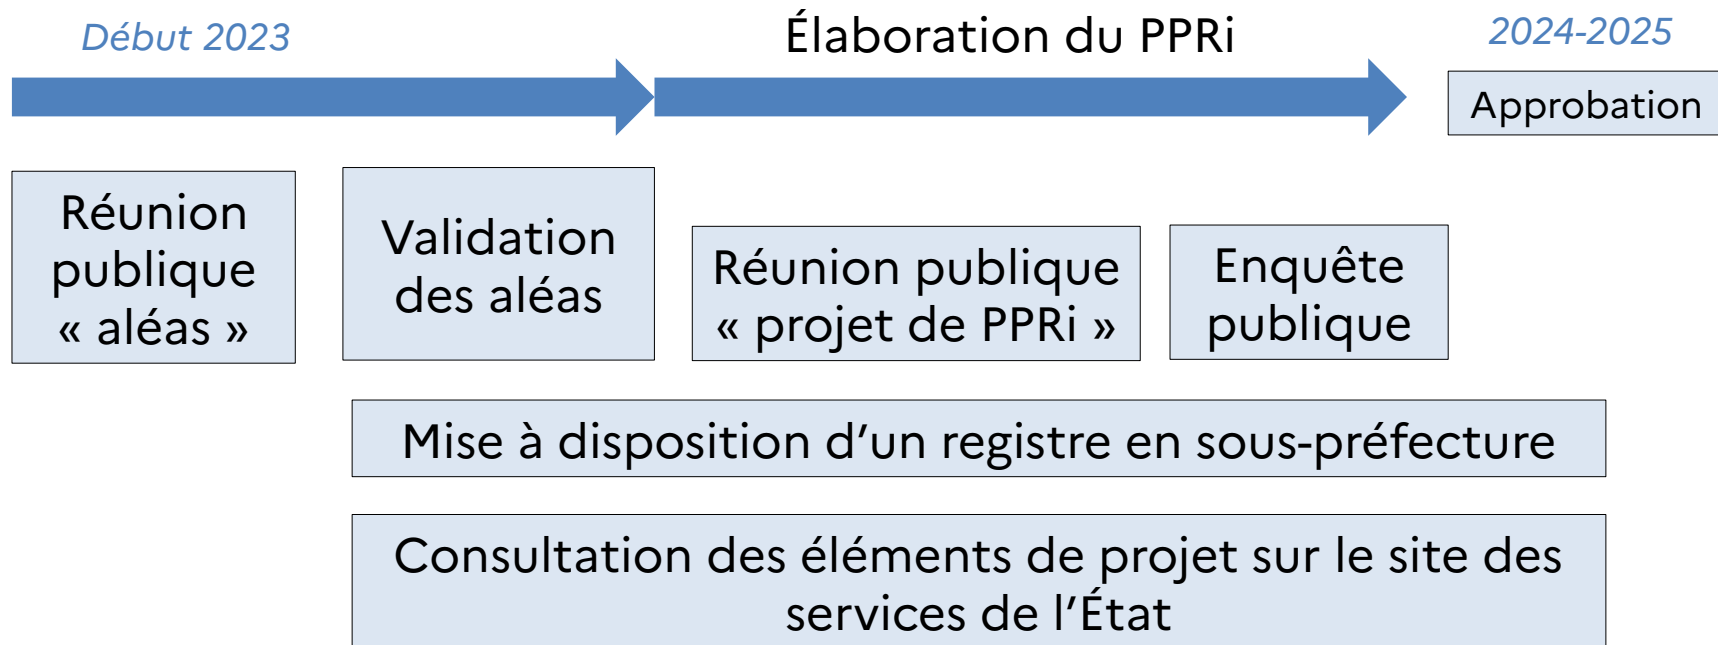 Début 2023
Élaboration du PPRi
2024-2025
Approbation
Réunion
publique
« aléas »
Validation
des aléas
Réunion publique
« projet de PPRi »
Enquête
publique
Mise à disposition d’un registre en sous-préfecture
Consultation des éléments de projet sur le site des
services de l’État